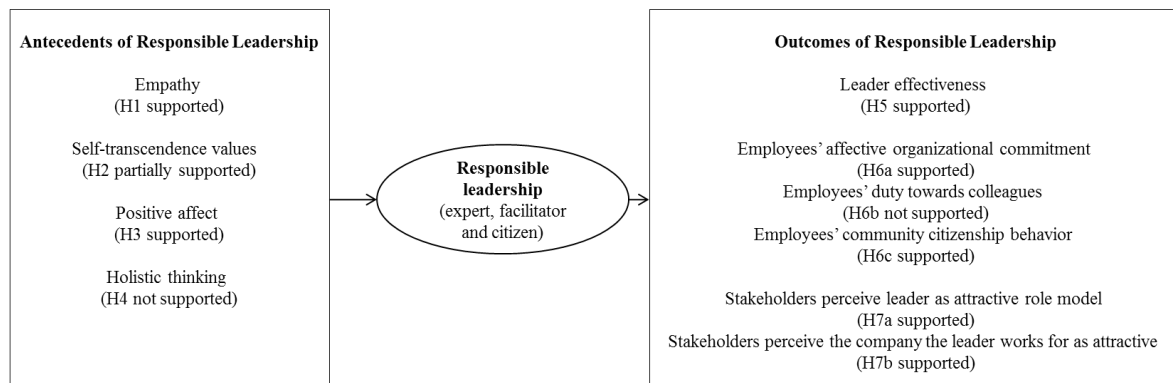 Antecedents of Responsible Leadership
Empathy
(H1 supported)
Self-transcendence values
(H2 partially supported)
Positive affect
(H3 supported)
Holistic thinking
(H4 not supported)
Responsible
leadership
(expert, facilitator
and citizen)
Outcomes of Responsible Leadership
Leader effectiveness
(H5 supported)
Employees’ affective organizational commitment
(H6a supported)
Employees’ duty towards colleagues
(H6b not supported)
Employees’ community citizenship behavior
(H6c supported)
Stakeholders perceive leader as attractive role model
(H7a supported)
Stakeholders perceive the company the leader works for as attractive
(H7b supported)